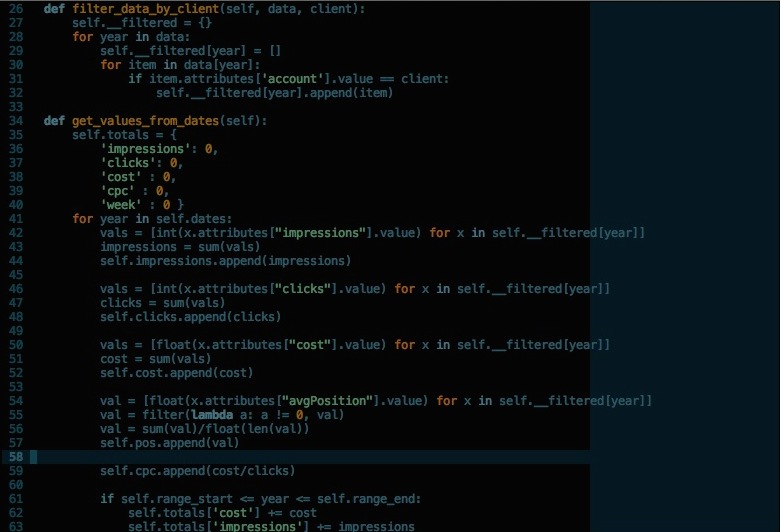 26 def filter_data_by_client(self, data, client):
27     self.__filtered = {}
28     for year in data:
29         self.__filtered[year] = []
30         for item in data[year]:
31             if item.attributes['account'].value == client:
32                 self.__filtered[year].append(item)
33
34 def get_values_from_dates(self):
35     self.totals = {
36         'impressions': 0,
37         'clicks': 0,
38         'cost' : 0,
39         'cpc' : 0,
40         'week' : 0 }
41     for year in self.dates:
42         vals = [int(x.attributes["impressions"].value) for x in self.__filtered[year]]
43         impressions = sum(vals)
44         self.impressions.append(impressions)
45
46         vals = [int(x.attributes["clicks"].value) for x in self.__filtered[year]]
47         clicks = sum(vals)
48         self.clicks.append(clicks)
49
50         vals = [float(x.attributes["cost"].value) for x in self.__filtered[year]]
51         cost = sum(vals)
52         self.cost.append(cost)
53
54         val = [float(x.attributes["avgPosition"].value) for x in self.__filtered[year]]
55         val = filter(lambda a: a != 0, val)
56         val = sum(val)/float(len(val))
57         self.pos.append(val)
58
59         self.cpc.append(cost/clicks)
60
61         if self.range_start <= year <= self.range_end:
62             self.totals['cost'] += cost
63             self.totals['impressions'] += impressions